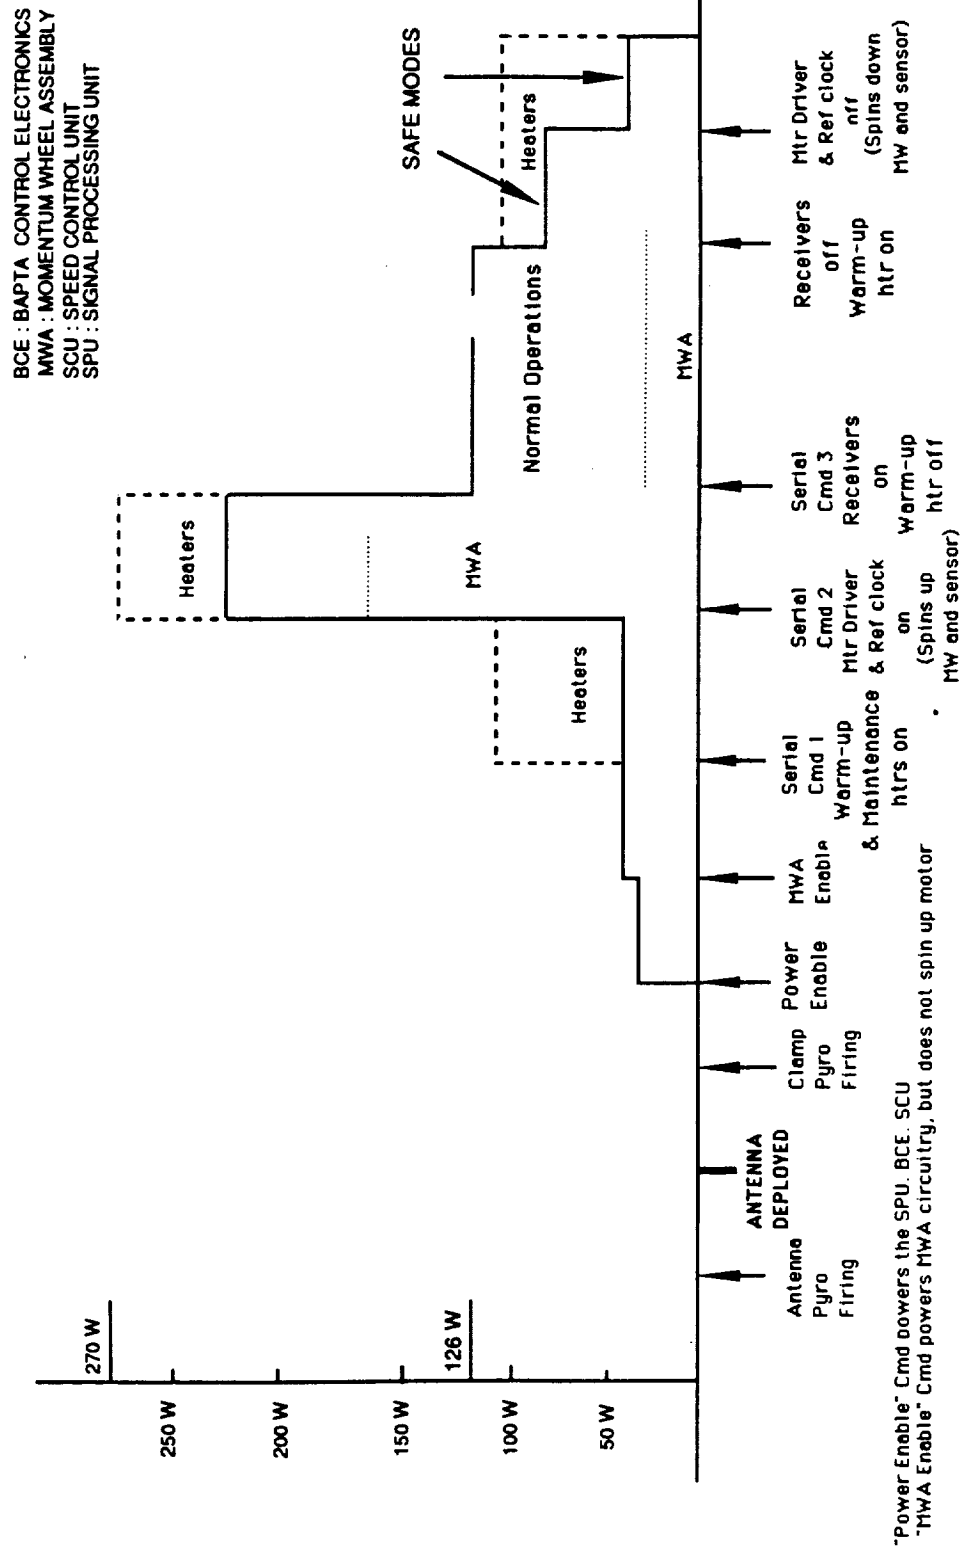 BCE : BAPTA CONTROL ELECTRONICS
MWA : MOMENTUM WHEEL ASSEMBLY
SCU : SPEED CONTROL UNIT
SPU : SIGNAL PROCESSING UNIT
270 W
250 W
200 W
150 W
126 W
100 W
50 W
Heaters
Heaters
MWA
Normal Operations
MWA
Heaters
SAFE MODES
Antenna
Pyro
Firing
ANTENNA
DEPLOYED
Clamp
Pyro
Firing
Power
Enable
MWA
Enable
Serial
Cmd 1
Warm-up
& Maintenance
htrs on
Serial
Cmd 2
Mtr Driver
& Ref clock
on
(Spins up
MW and sensor)
Serial
Cmd 3
Receivers
on
Warm-up
htr off
Receivers
off
Warm-up
htr on
Mtr Driver
& Ref clock
off
(Spins down
MW and sensor)
"Power Enable" Cmd powers the SPU. BCE. SCU
"MWA Enable" Cmd powers MWA circuitry, but does not spin up motor